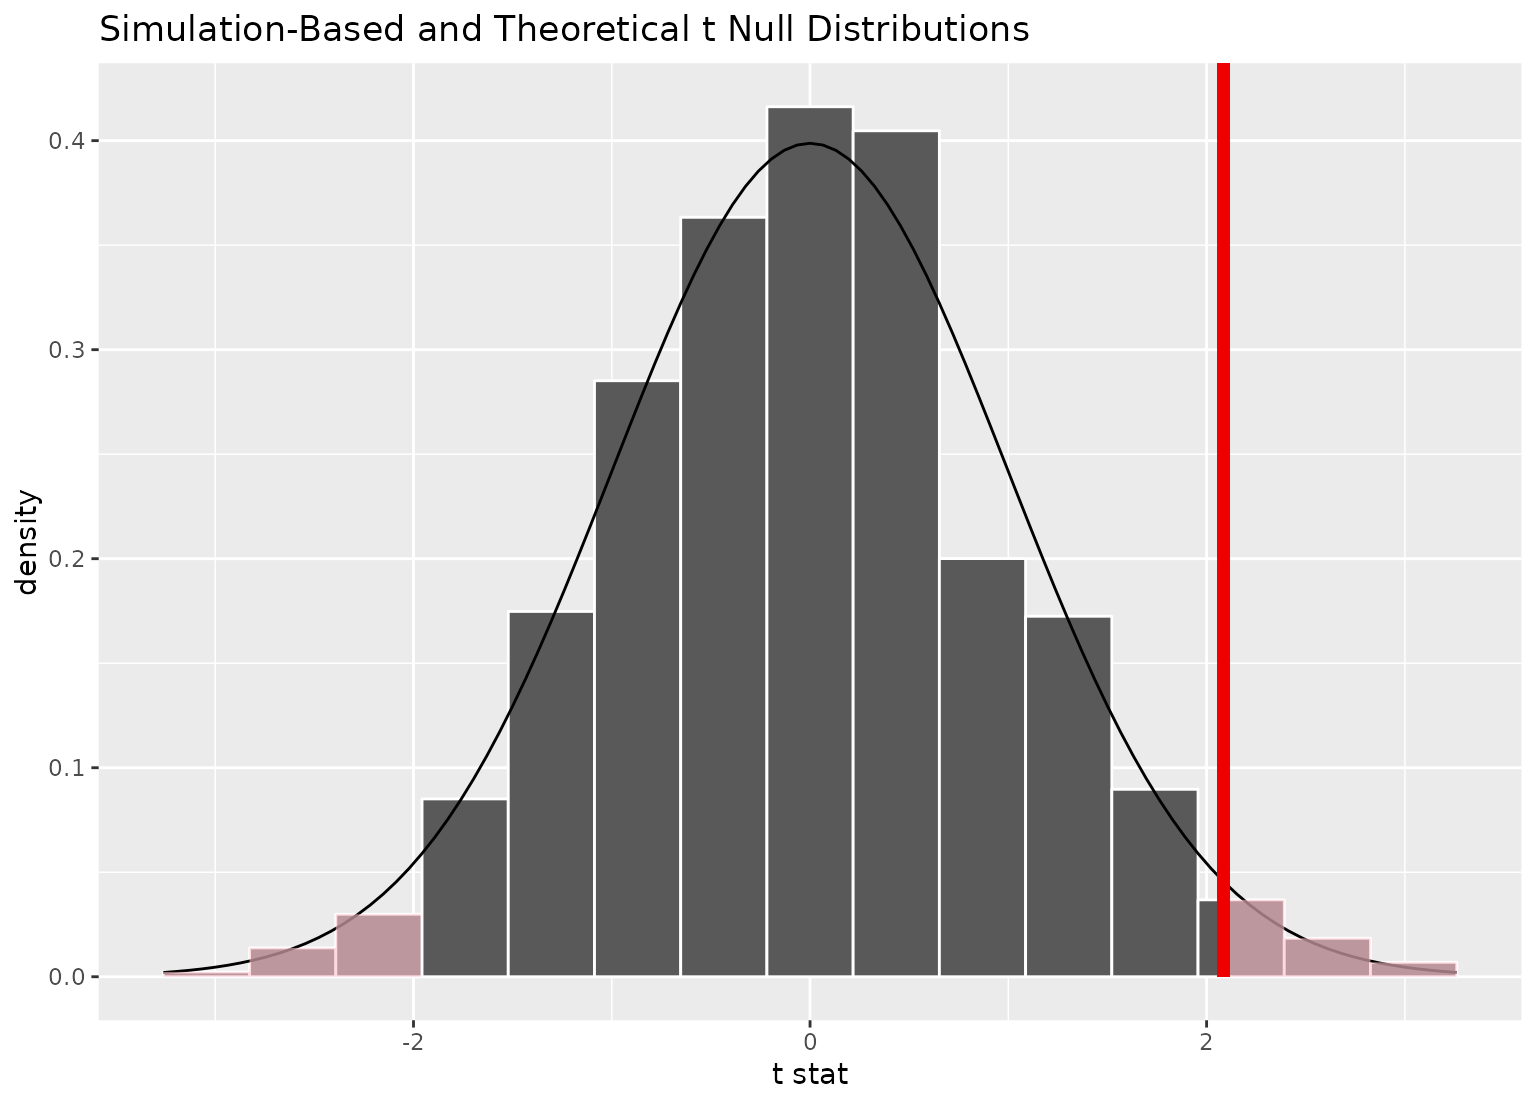 Simulation-Based and Theoretical t Null Distributions
0.4
0.3
0.2
0.1
0.0
density
-2 0 2
t stat